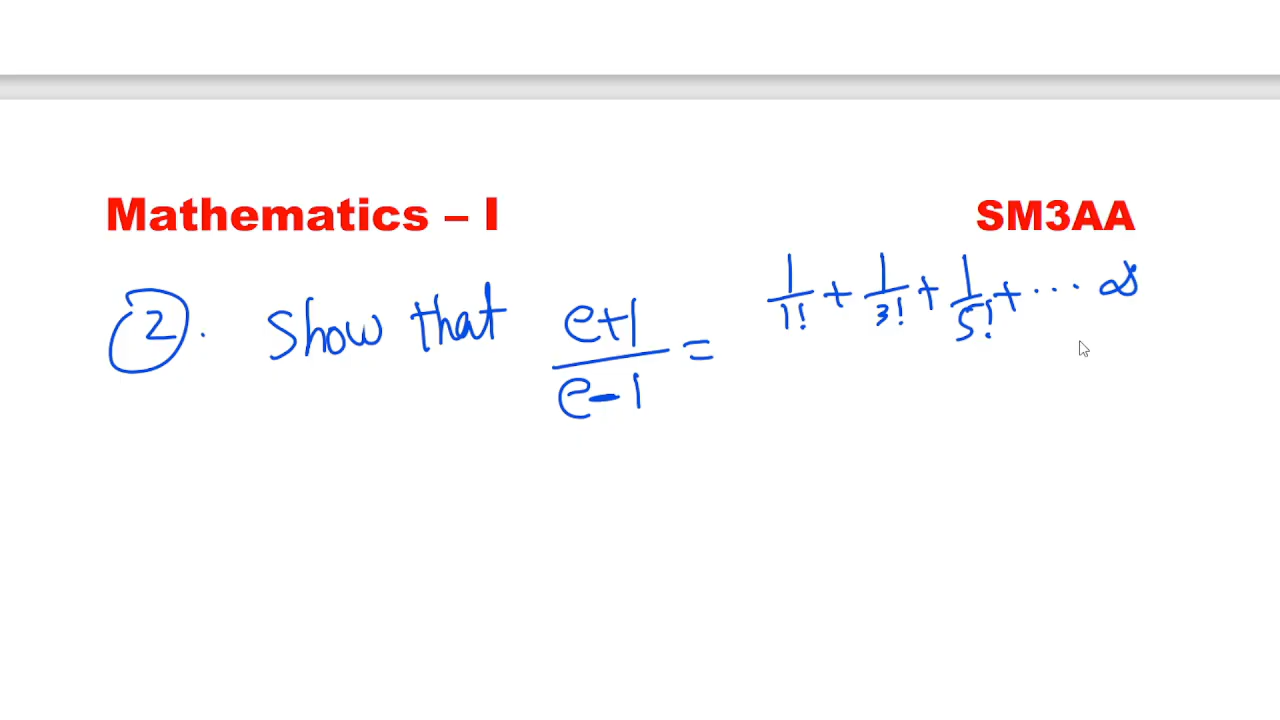 Mathematics – I SM3AA
2. Show that e+1/e-1 = 1/1! + 1/3! + 1/5! + ... ∞